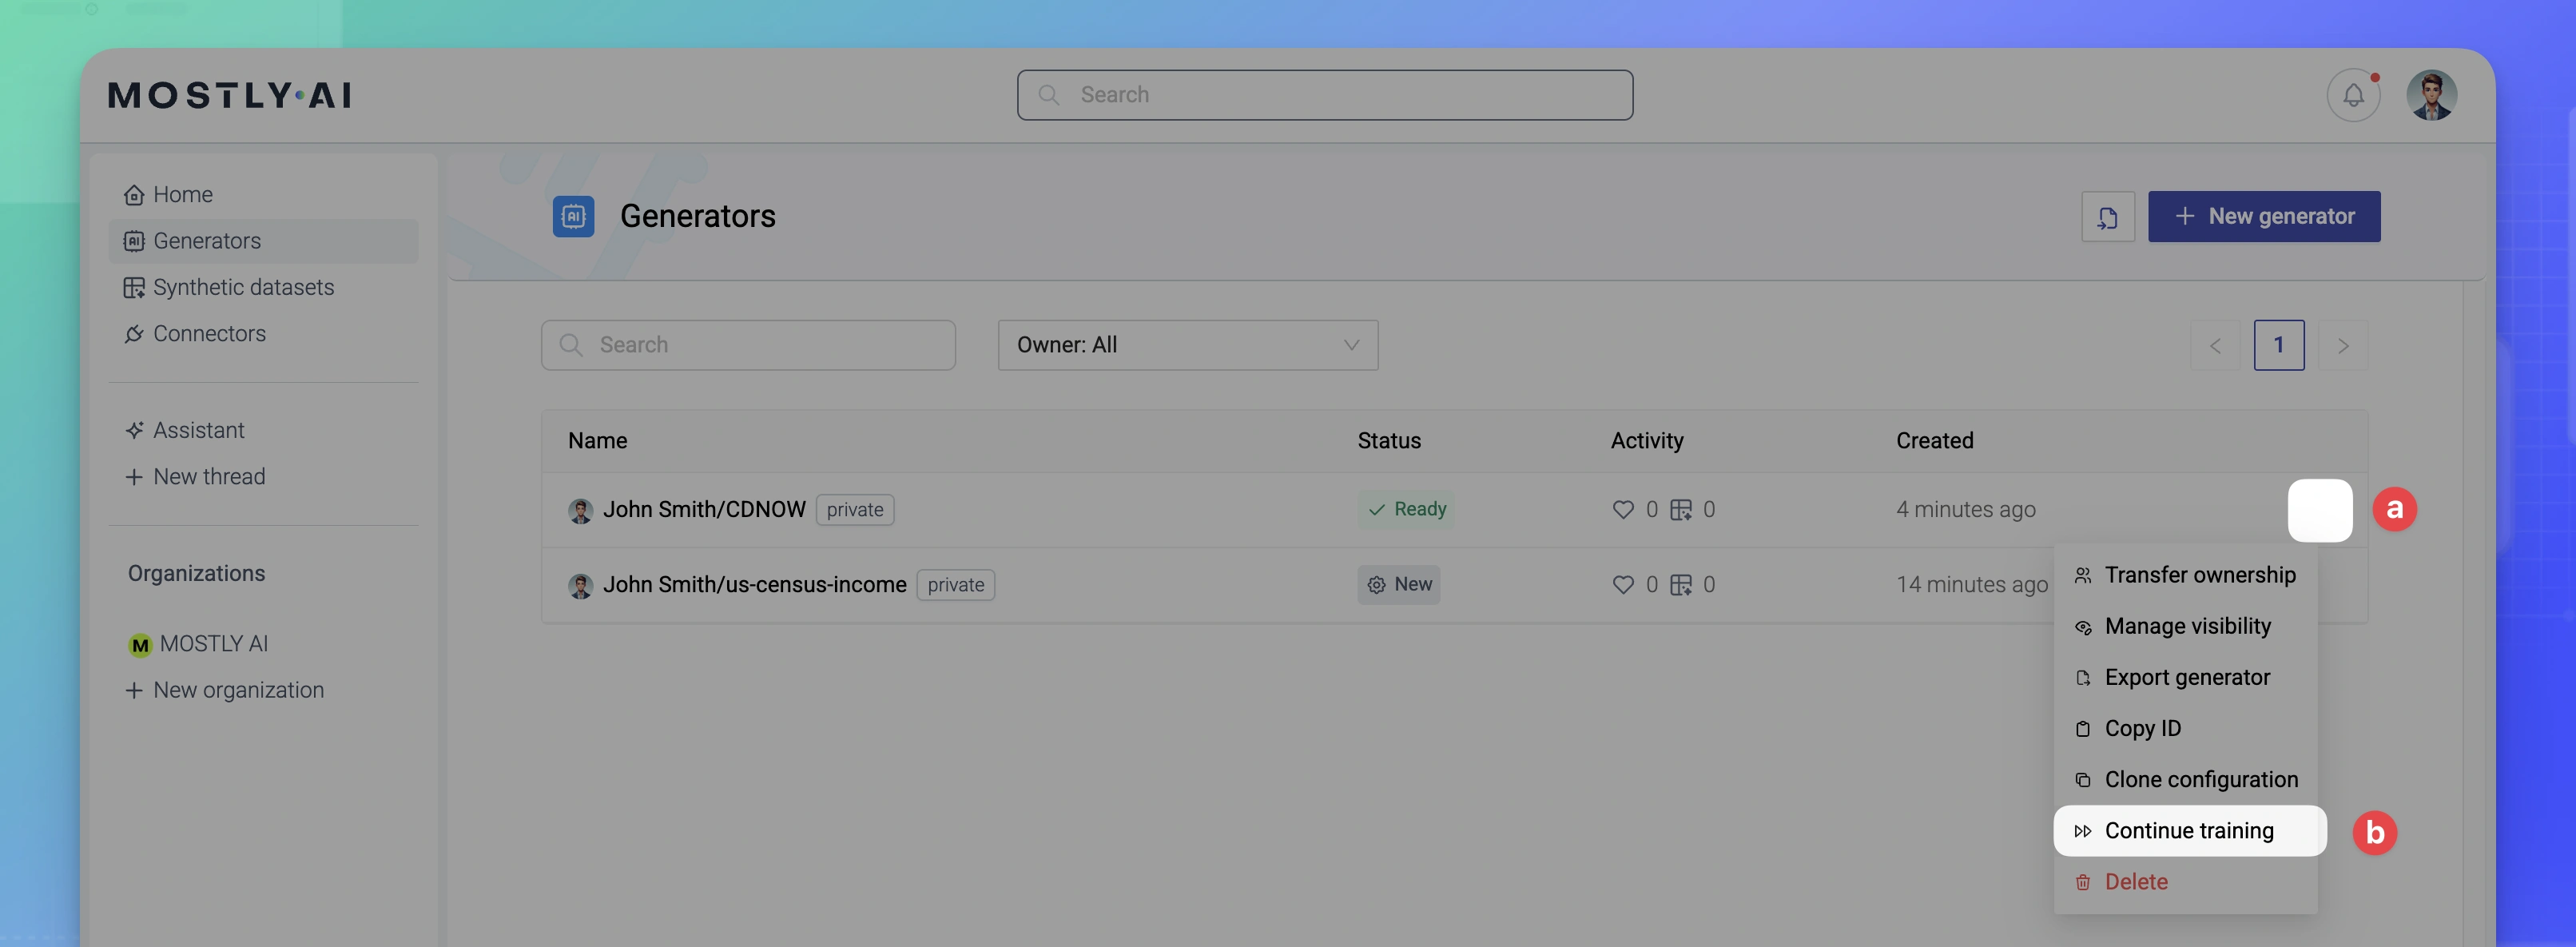 MOSTLY·AI
Search
Home
Generators
Synthetic datasets
Connectors
Assistant
+ New thread
Organizations
M MOSTLY AI
+ New organization
AI Generators
+ New generator
Search
Owner: All
< 1 >
Name Status Activity Created
John Smith/CDNOW private Ready 0 0 4 minutes ago a
John Smith/us-census-income private New 0 0 14 minutes ago
Transfer ownership
Manage visibility
Export generator
Copy ID
Clone configuration
Continue training b
Delete